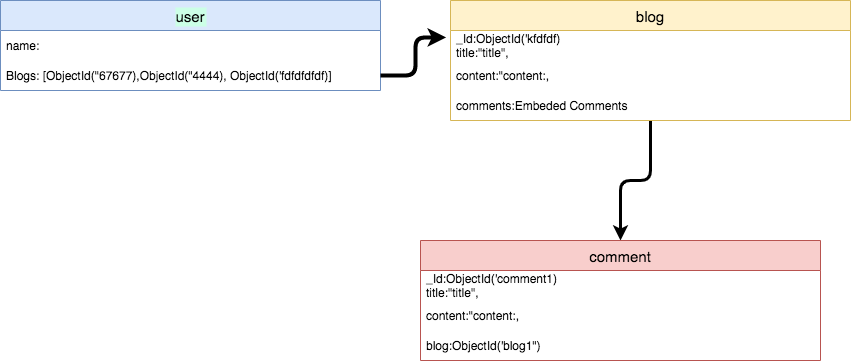 user
name:
Blogs: [ObjectId("67677),ObjectId("4444), ObjectId('fdfdfdfdf)]
blog
_Id:ObjectId('kfdfdf)
title:"title",
content:"content:,
comments:Embeded Comments
comment
_Id:ObjectId('comment1)
title:"title",
content:"content:,
blog:ObjectId('blog1")